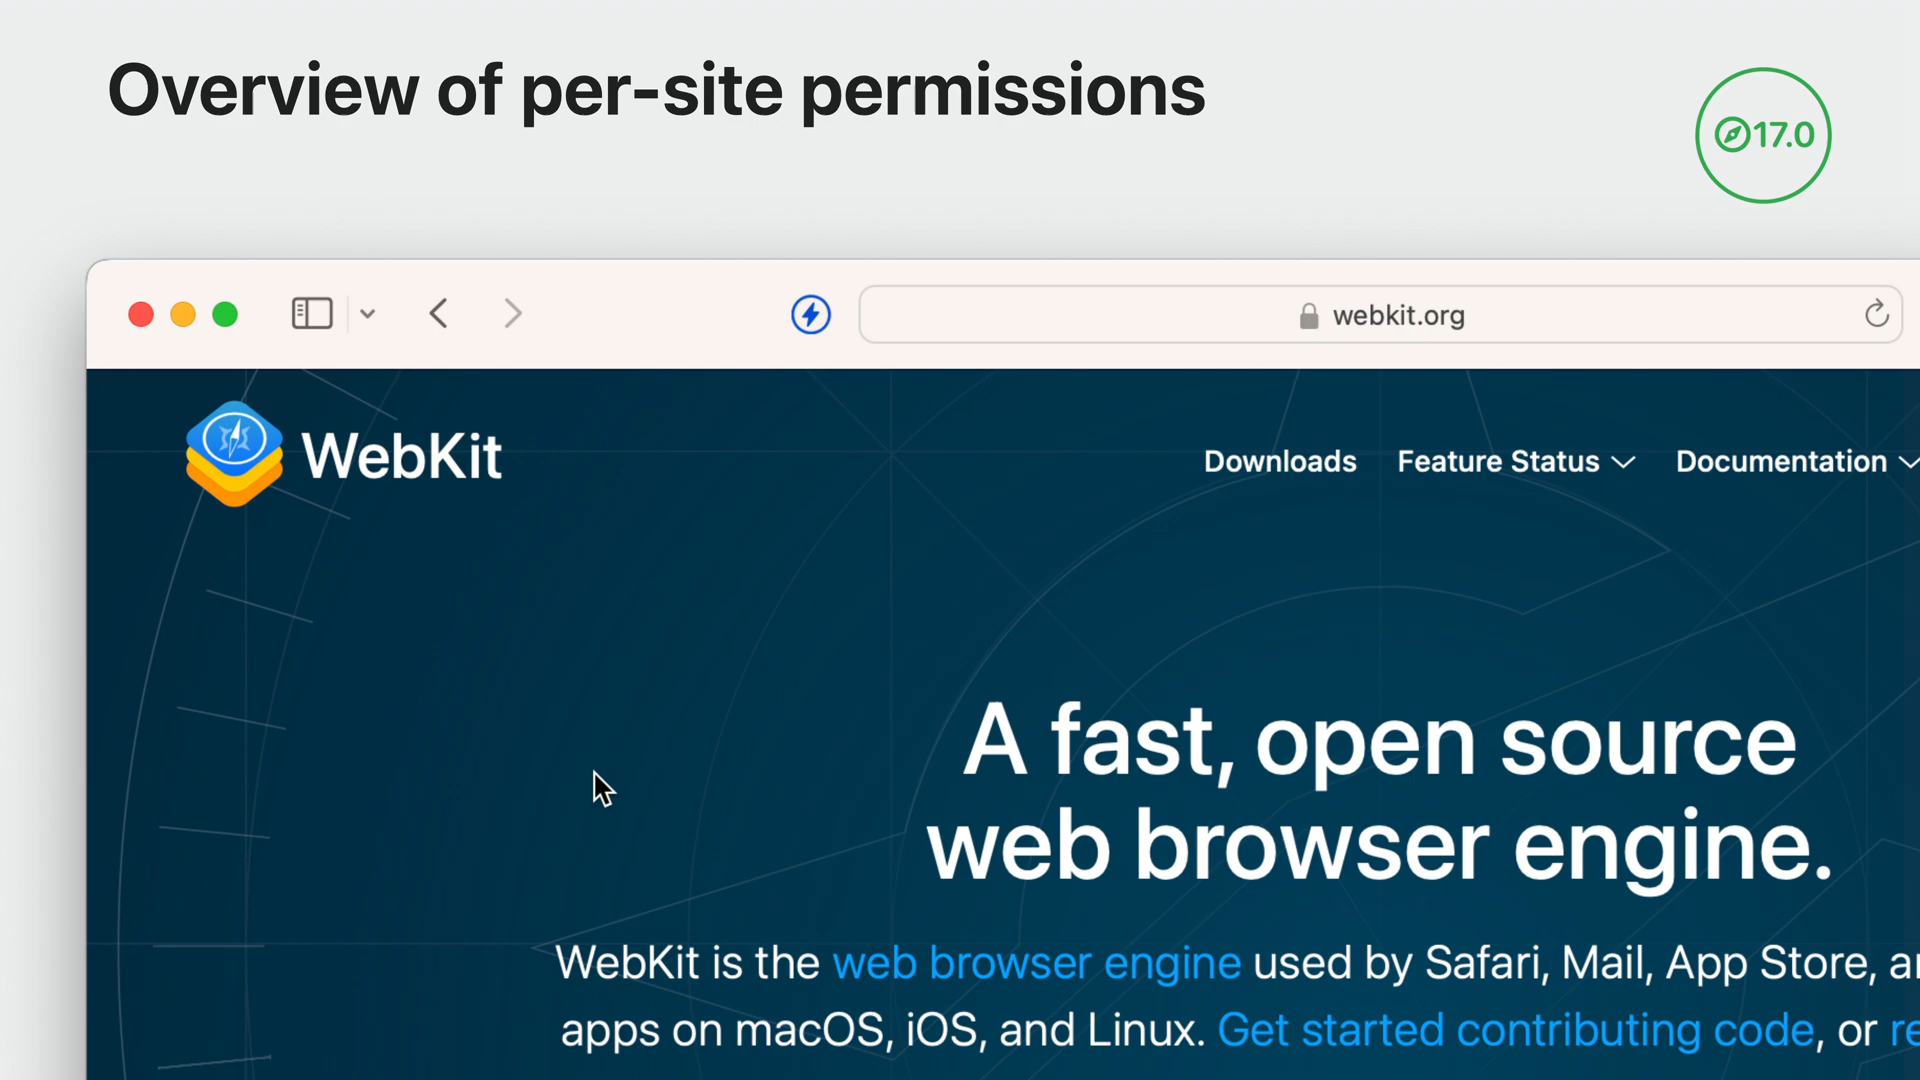 Overview of per-site permissions
17.0
webkit.org
WebKit
Downloads Feature Status Documentation
A fast, open source
web browser engine.
WebKit is the web browser engine used by Safari, Mail, App Store,
apps on macOS, iOS, and Linux. Get started contributing code, or